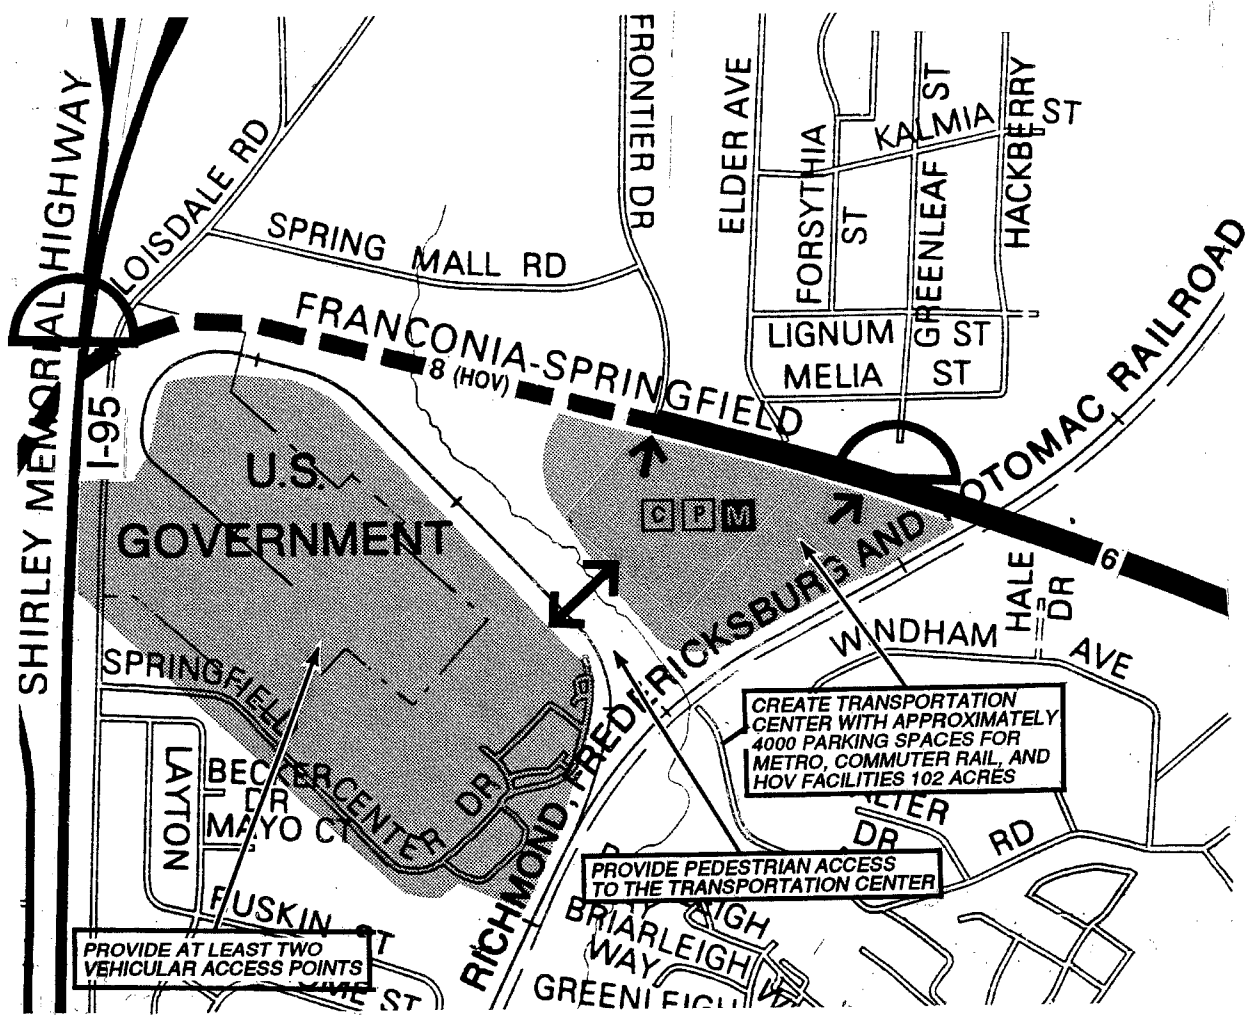 SHIRLEY MEMORIAL HIGHWAY
I-95
LOISDALE RD
SPRING MALL RD
FRONTIER DR
ELDER AVE
FORSYTHIA ST
KALMIA ST
GREENLEAF ST
HACKBERRY
LIGNUM ST
MELIA ST
FRANCONIA-SPRINGFIELD
8 (HOV)
6
U.S.
GOVERNMENT
C P M
RICHMOND, FREDERICKSBURG AND POTOMAC RAILROAD
HALE DR
WINDHAM AVE
CREATE TRANSPORTATION
CENTER WITH APPROXIMATELY
4000 PARKING SPACES FOR
METRO, COMMUTER RAIL, AND
HOV FACILITIES 102 ACRES
DR
RD
SPRINGFIELD CENTER DR
LAYTON
BECKER
DR
MAYO CT
RUSKIN ST
PROVIDE PEDESTRIAN ACCESS
TO THE TRANSPORTATION CENTER
PROVIDE AT LEAST TWO
VEHICULAR ACCESS POINTS
ST
BRIARLEIGH
WAY
GREENLEIGH